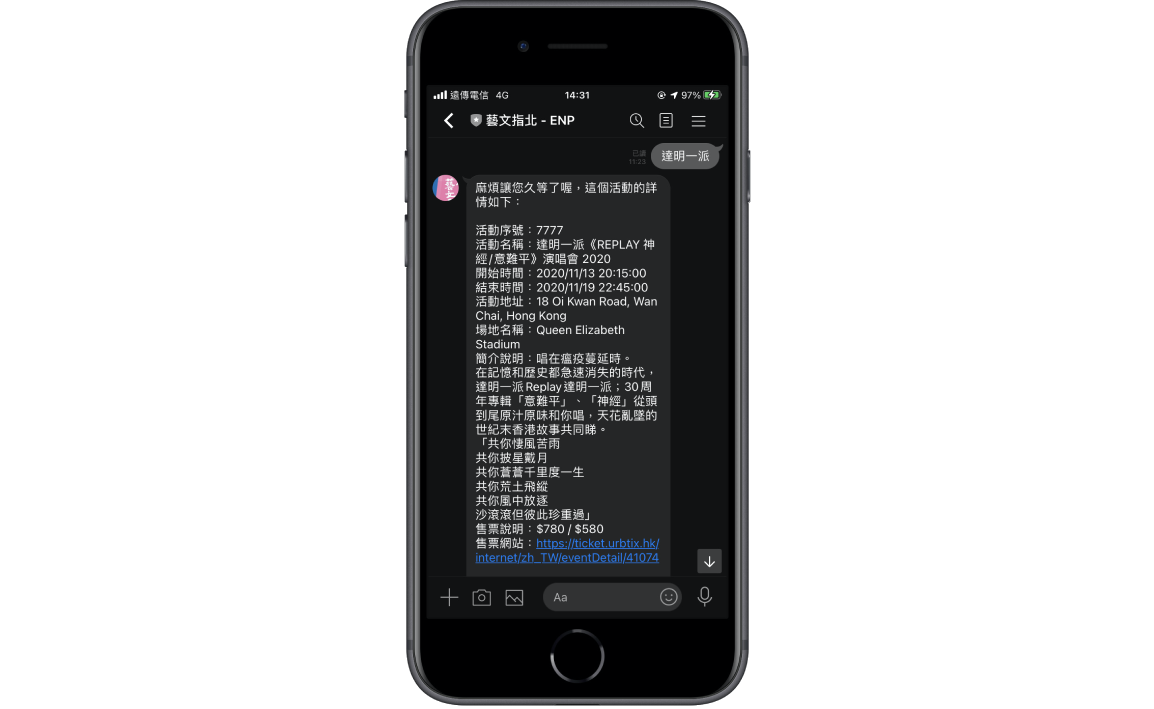 遠傳電信 4G 14:31 97%
藝文指北 - ENP
已讀
11:23
達明一派
麻煩讓您久等了喔，這個活動的詳
情如下：
活動序號：7777
活動名稱：達明一派《REPLAY 神
經/意難平》演唱會 2020
開始時間：2020/11/13 20:15:00
結束時間：2020/11/19 22:45:00
活動地址：18 Oi Kwan Road, Wan
Chai, Hong Kong
場地名稱：Queen Elizabeth
Stadium
簡介說明：唱在瘟疫蔓延時。
在記憶和歷史都急速消失的時代，
達明一派Replay達明一派；30周
年專輯「意難平」、「神經」從頭
到尾原汁原味和你唱，天花亂墜的
世紀末香港故事共同睇。
「共你悽風苦雨
共你披星戴月
共你蒼蒼千里度一生
共你荒土飛縱
共你風中放逐
沙滾滾但彼此珍重過」
售票說明：$780 / $580
售票網站：https://ticket.urbtix.hk/
internet/zh_TW/eventDetail/41074
Aa